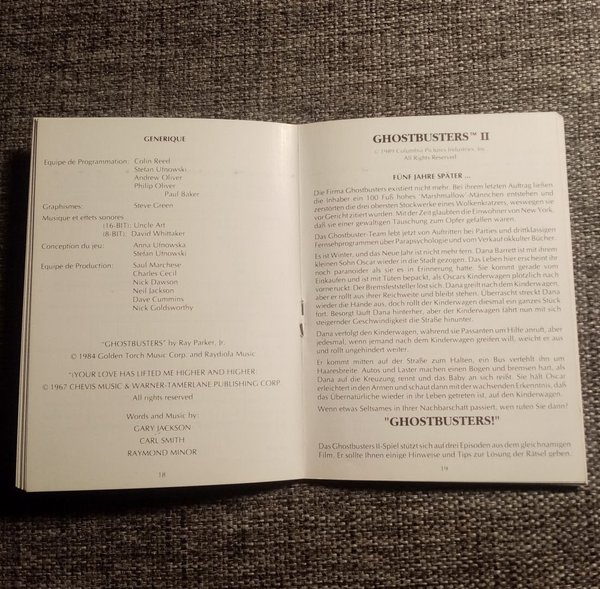 GENERIQUE
Equipe de Programmation: Colin Reed
Stefan Utnowski
Andrew Oliver
Philip Oliver
Paul Baker
Graphismes: Steve Green
Musique et effets sonores
(16-BIT): Uncle Art
(8-BIT): David Whittaker
Conception du jeu: Anna Utnowska
Stefan Utnowski
Equipe de Production: Saul Marchese
Charles Cecil
Nick Dawson
Neil Jackson
Dave Cummins
Nick Goldsworthy
"GHOSTBUSTERS" by Ray Parker, Jr.
© 1984 Golden Torch Music Corp. and Raydiola Music
"(YOUR LOVE HAS LIFTED ME HIGHER AND HIGHER:
© 1967 CHEVIS MUSIC & WARNER-TAMERLANE PUBLISHING CORP.
All rights reserved
Words and Music by:
GARY JACKSON
CARL SMITH
RAYMOND MINOR
18
GHOSTBUSTERS™ II
© 1989 Columbia Pictures Industries, Inc
All Rights Reserved
FÜNF JAHRE SPÄTER ...
Die Firma Ghostbusters existiert nicht mehr. Bei ihrem letzten Auftrag ließen
die Inhaber ein 100 Fuß hohes 'Marshmallow'-Männchen entstehen und
zerstörten die drei obersten Stockwerke eines Wolkenkratzers, weswegen sie
vor Gericht zitiert wurden. Mit der Zeit glaubten die Einwohner von New York,
daß sie einer gewaltigen Täuschung zum Opfer gefallen waren.
Das Ghostbuster-Team lebt jetzt von Auftritten bei Parties und drittklassigen
Fernsehprogrammen über Parapsychologie und vom Verkauf okkulter Bücher.
Es ist Winter, und das Neue Jahr ist nicht mehr fern. Dana Barrett ist mit ihrem
kleinen Sohn Oscar wieder in die Stadt gezogen. Das Leben hier erscheint ihr
noch paranoider als sie es in Erinnerung hatte. Sie kommt gerade vom
Einkaufen und ist mit Tüten bepackt, als Oscars Kinderwagen plötzlich nach
vorne ruckt. Der Bremsfeststeller löst sich. Dana greift nach dem Kinderwagen,
aber er rollt aus ihrer Reichweite und bleibt stehen. Überrascht streckt Dana
wieder die Hand aus, doch rollt der Kinderwagen diesmal ein ganzes Stück
fort. Besorgt läuft Dana hinterher, aber der Kinderwagen fährt nun mit sich
steigernder Geschwindigkeit die Straße hinunter.
Dana verfolgt den Kinderwagen, während sie Passanten um Hilfe anruft, aber
jedesmal, wenn jemand nach dem Kinderwagen greifen will, weicht er aus
und rollt ungehindert weiter.
Er kommt mitten auf der Straße zum Halten, ein Bus verfehlt ihn um
Haaresbreite. Autos und Laster machen einen Bogen und bremsen hart, als
Dana auf die Kreuzung rennt und das Baby an sich reißt. Sie hält Oscar
erleichtert in den Armen und schaut dann mit der wachsenden Erkenntnis, daß
das Übernatürliche wieder in ihr Leben getreten ist, auf den Kinderwagen.
Wenn etwas Seltsames in Ihrer Nachbarschaft passiert, wen rufen Sie dann?
"GHOSTBUSTERS!"
Das Ghostbusters II-Spiel stützt sich auf drei Episoden aus dem gleichnamigen
Film. Er sollte Ihnen einige Hinweise und Tips zur Lösung der Rätsel geben.
19